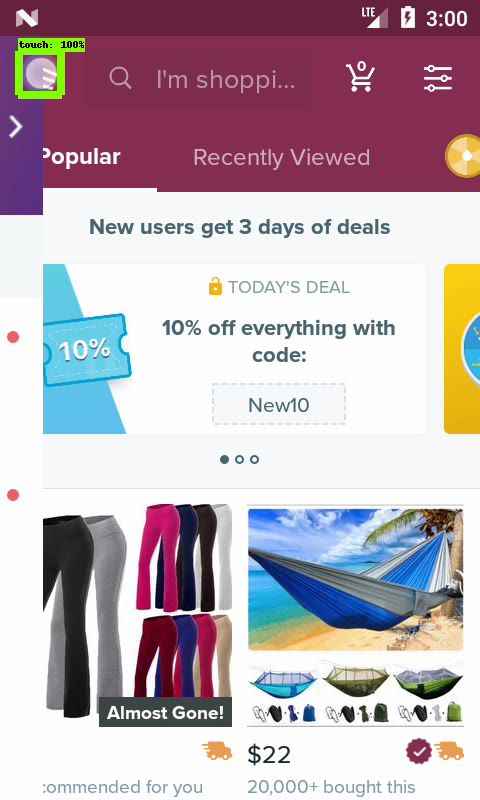 LTE 3:00
touch: 100%
I'm shoppi...
0
Popular
Recently Viewed
New users get 3 days of deals
TODAY'S DEAL
10% off everything with
code:
10%
New10
Almost Gone!
$22
commended for you
20,000+ bought this